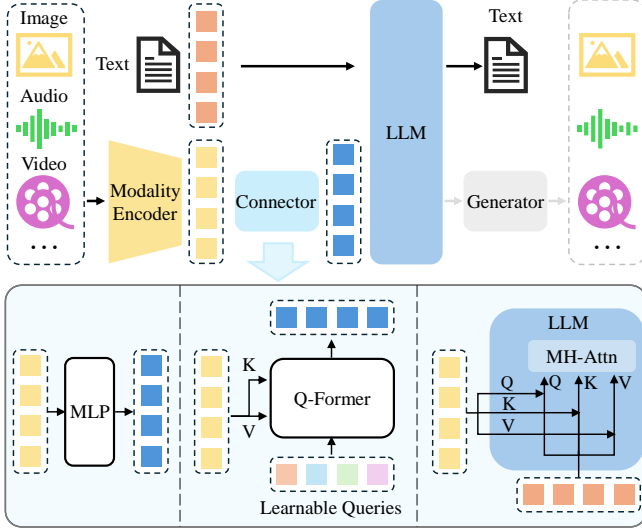 Image
Text
Text
Audio
LLM
Video
Modality
Encoder
Connector
Generator
...
...
MLP
K
V
Q-Former
Learnable Queries
LLM
MH-Attn
Q
K
V
Q
K
V